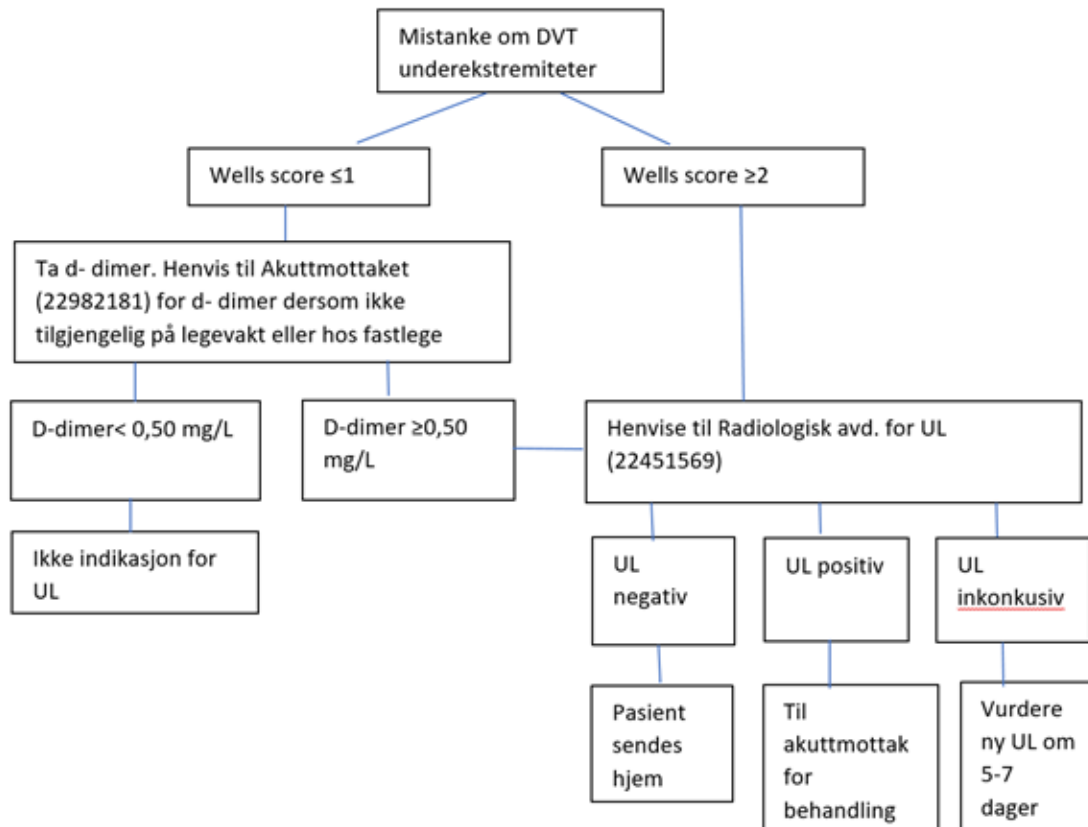 Mistanke om DVT
underekstremiteter
Wells score ≤1
Wells score ≥2
Ta d- dimer. Henvis til Akuttmottaket
(22982181) for d- dimer dersom ikke
tilgjengelig på legevakt eller hos fastlege
D-dimer< 0,50 mg/L
D-dimer ≥0,50
mg/L
Henvise til Radiologisk avd. for UL
(22451569)
Ikke indikasjon for
UL
UL
negativ
UL positiv
UL
inkonkusiv
Pasient
sendes
hjem
Til
akuttmottak
for
behandling
Vurdere
ny UL om
5-7
dager